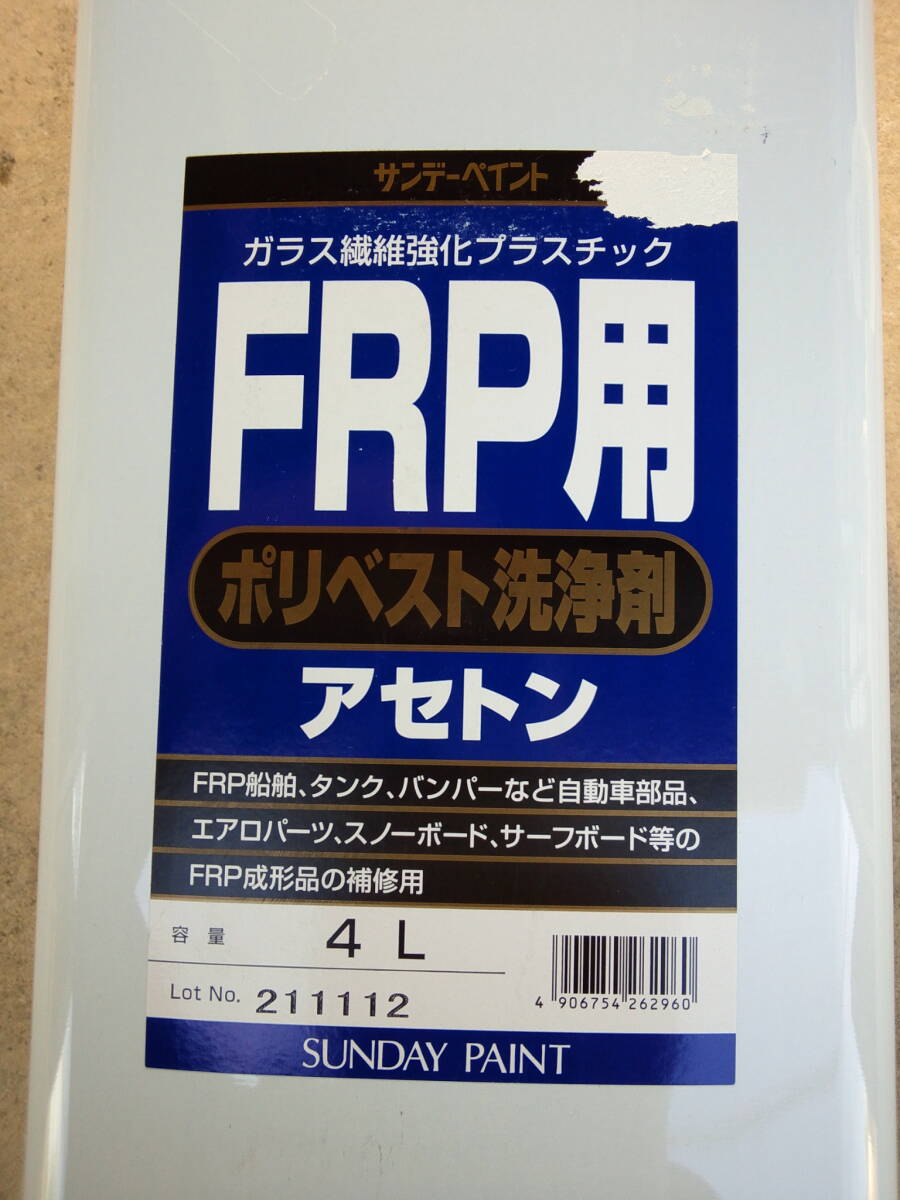 サンデーペイント
ガラス繊維強化プラスチック
FRP用
ポリベスト洗浄剤
アセトン
FRP船舶、タンク、バンパーなど自動車部品、
エアロパーツ、スノーボード、サーフボード等の
FRP成形品の補修用
容量 4 L
Lot No. 211112
4 906754 262960
SUNDAY PAINT